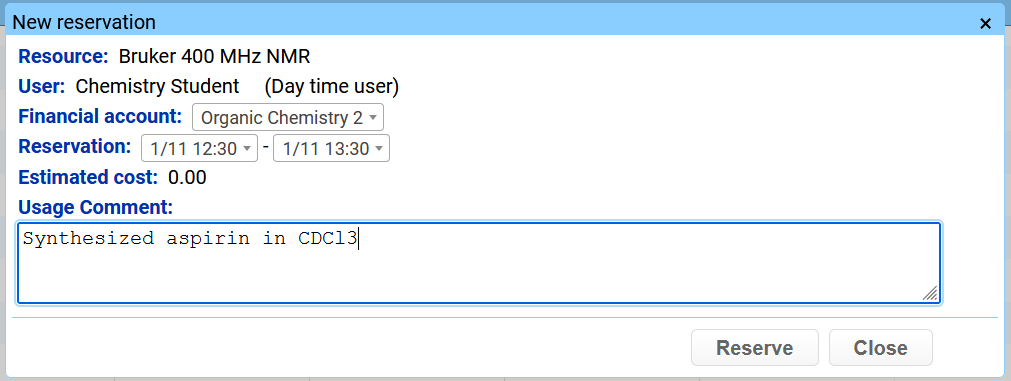 New reservation ×
Resource: Bruker 400 MHz NMR
User: Chemistry Student (Day time user)
Financial account: Organic Chemistry 2
Reservation: 1/11 12:30 - 1/11 13:30
Estimated cost: 0.00
Usage Comment:
Synthesized aspirin in CDCl3
Reserve Close